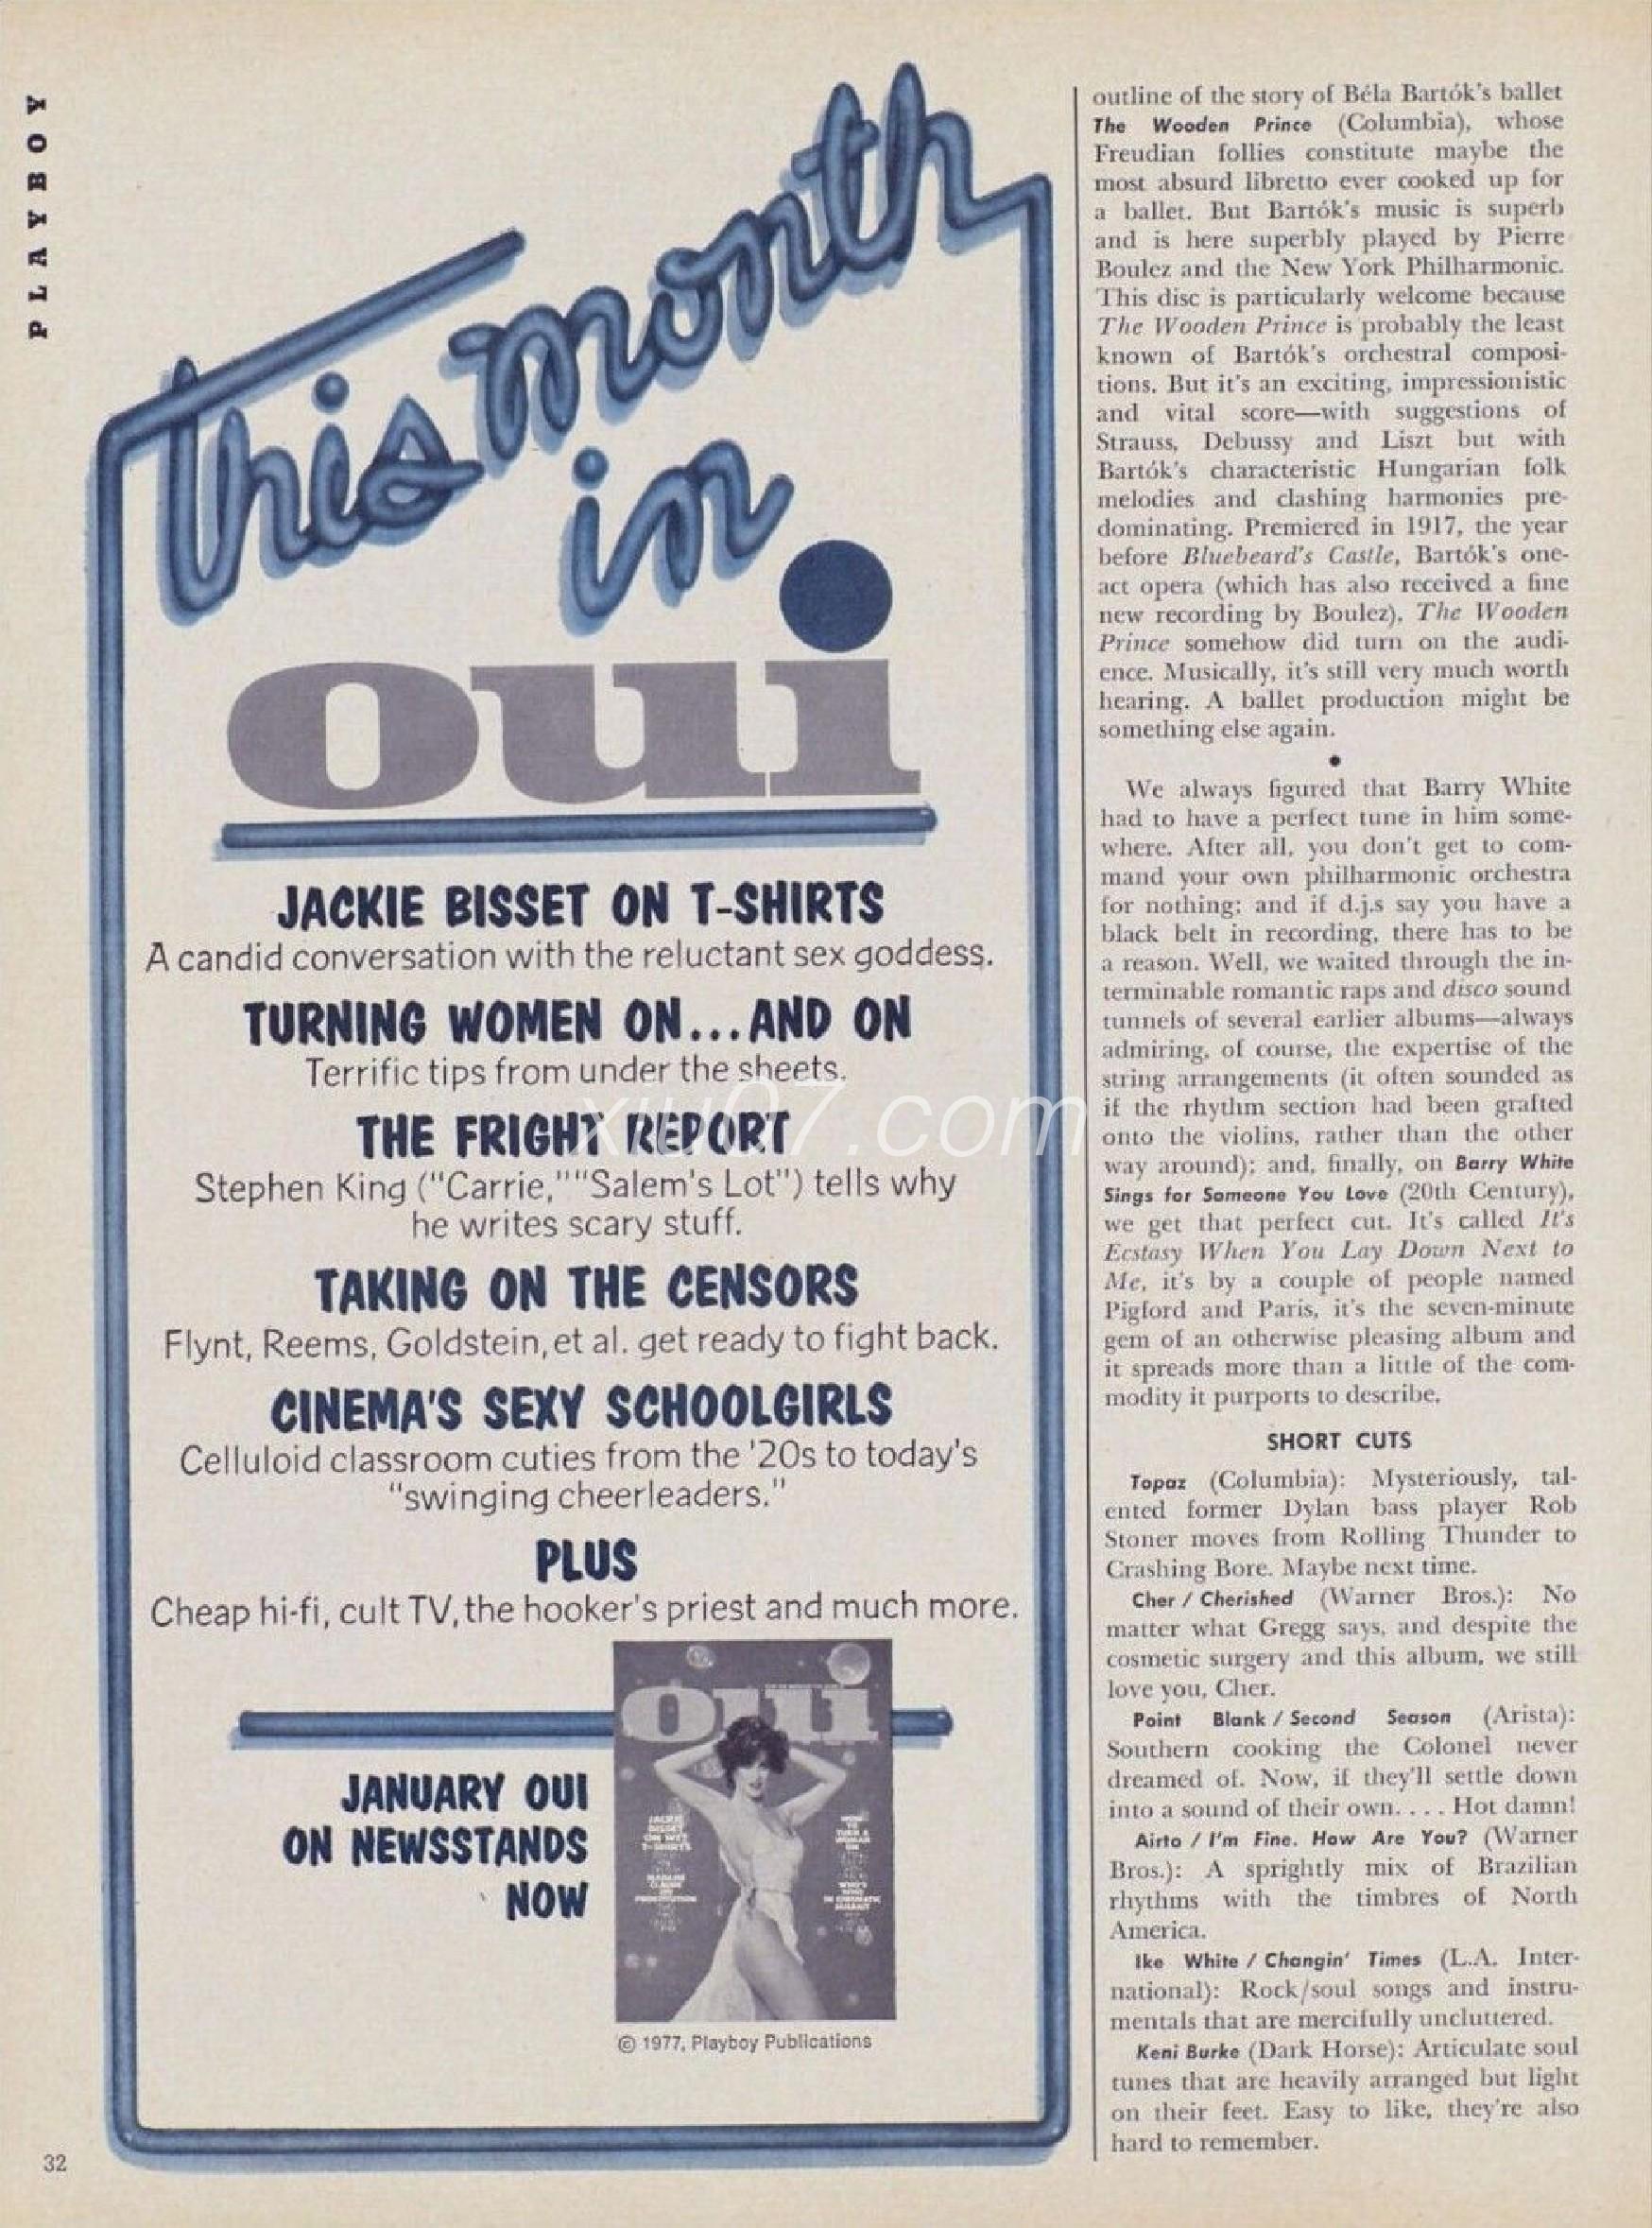 PLAYBOY
this month
in
oui
JACKIE BISSET ON T-SHIRTS
A candid conversation with the reluctant sex goddess.
TURNING WOMEN ON...AND ON
Terrific tips from under the sheets.
THE FRIGHT REPORT
Stephen King ("Carrie,""Salem's Lot") tells why
he writes scary stuff.
TAKING ON THE CENSORS
Flynt, Reems, Goldstein, et al. get ready to fight back.
CINEMA'S SEXY SCHOOLGIRLS
Celluloid classroom cuties from the '20s to today's
"swinging cheerleaders."
PLUS
Cheap hi-fi, cult TV, the hooker's priest and much more.
oui
JACKIE
BISSET
ON WET
T-SHIRTS
HOW
TO
TURN A
WOMAN
ON
JANUARY OUI
ON NEWSSTANDS
NOW
© 1977, Playboy Publications
32
xiu07.com
outline of the story of Béla Bartók's ballet
The Wooden Prince (Columbia), whose
Freudian follies constitute maybe the
most absurd libretto ever cooked up for
a ballet. But Bartók's music is superb
and is here superbly played by Pierre
Boulez and the New York Philharmonic.
This disc is particularly welcome because
The Wooden Prince is probably the least
known of Bartók's orchestral composi-
tions. But it's an exciting, impressionistic
and vital score—with suggestions of
Strauss, Debussy and Liszt but with
Bartók's characteristic Hungarian folk
melodies and clashing harmonies pre-
dominating. Premiered in 1917, the year
before Bluebeard's Castle, Bartók's one-
act opera (which has also received a fine
new recording by Boulez), The Wooden
Prince somehow did turn on the audi-
ence. Musically, it's still very much worth
hearing. A ballet production might be
something else again.
•
We always figured that Barry White
had to have a perfect tune in him some-
where. After all, you don't get to com-
mand your own philharmonic orchestra
for nothing; and if d.j.s say you have a
black belt in recording, there has to be
a reason. Well, we waited through the in-
terminable romantic raps and disco sound
tunnels of several earlier albums—always
admiring, of course, the expertise of the
string arrangements (it often sounded as
if the rhythm section had been grafted
onto the violins, rather than the other
way around); and, finally, on Barry White
Sings for Someone You Love (20th Century),
we get that perfect cut. It's called It's
Ecstasy When You Lay Down Next to
Me, it's by a couple of people named
Pigford and Paris, it's the seven-minute
gem of an otherwise pleasing album and
it spreads more than a little of the com-
modity it purports to describe.
SHORT CUTS
Topaz (Columbia): Mysteriously, tal-
ented former Dylan bass player Rob
Stoner moves from Rolling Thunder to
Crashing Bore. Maybe next time.
Cher / Cherished (Warner Bros.): No
matter what Gregg says, and despite the
cosmetic surgery and this album, we still
love you, Cher.
Point Blank / Second Season (Arista):
Southern cooking the Colonel never
dreamed of. Now, if they'll settle down
into a sound of their own. . . . Hot damn!
Airto / I'm Fine. How Are You? (Warner
Bros.): A sprightly mix of Brazilian
rhythms with the timbres of North
America.
Ike White / Changin' Times (L.A. Inter-
national): Rock/soul songs and instru-
mentals that are mercifully uncluttered.
Keni Burke (Dark Horse): Articulate soul
tunes that are heavily arranged but light
on their feet. Easy to like, they're also
hard to remember.